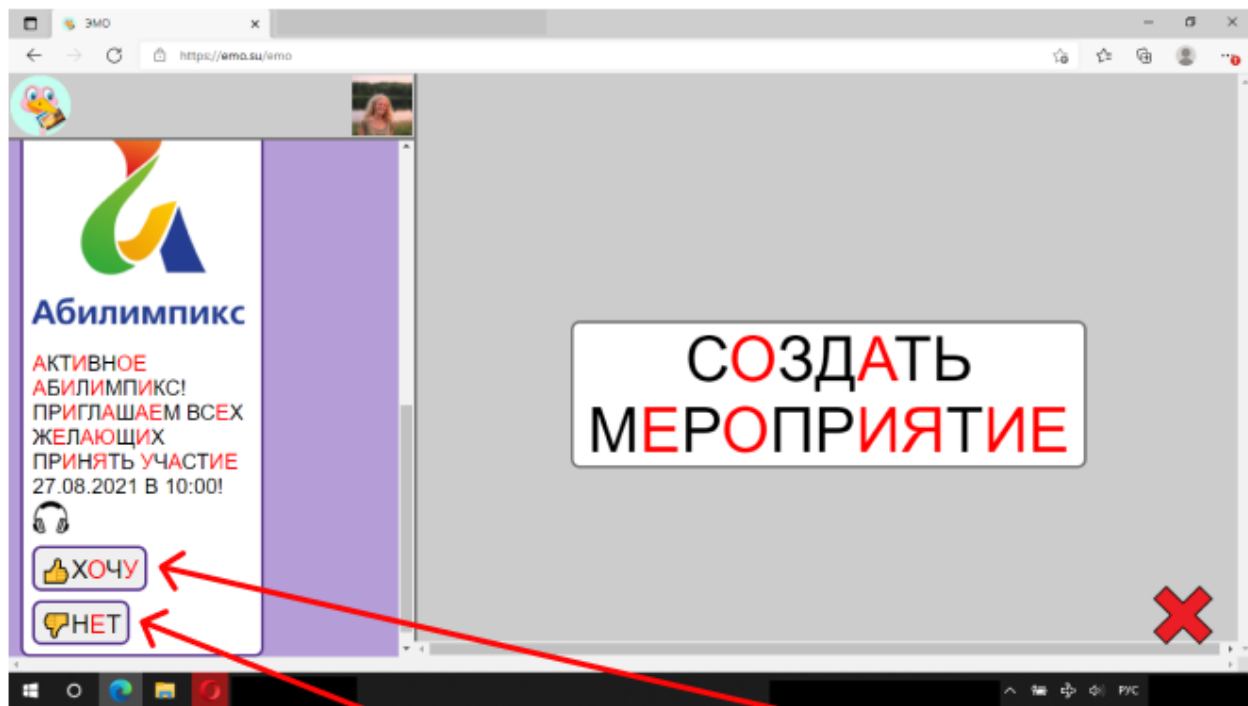 ЭМО
https://emo.su/emo
Абилимпикс
АКТИВНОЕ
АБИЛИМПИКС!
ПРИГЛАШАЕМ ВСЕХ
ЖЕЛАЮЩИХ
ПРИНЯТЬ УЧАСТИЕ
27.08.2021 В 10:00!
ХОЧУ
НЕТ
СОЗДАТЬ
МЕРОПРИЯТИЕ
РУС